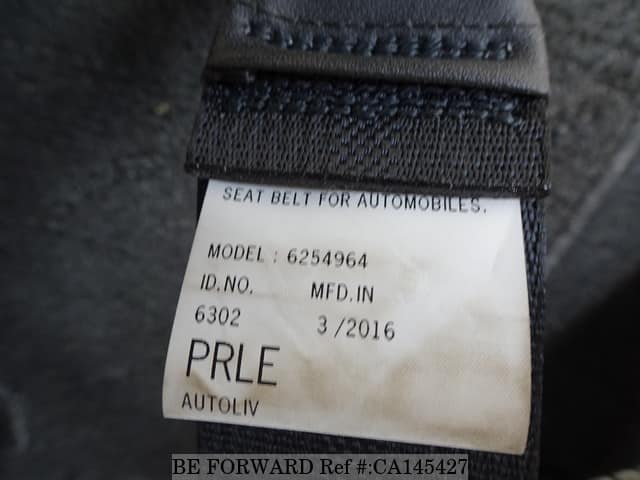 SEAT BELT FOR AUTOMOBILES.
MODEL : 6254964
ID.NO. MFD.IN
6302 3/2016
PRLE
AUTOLIV
BE FORWARD Ref #:CA145427